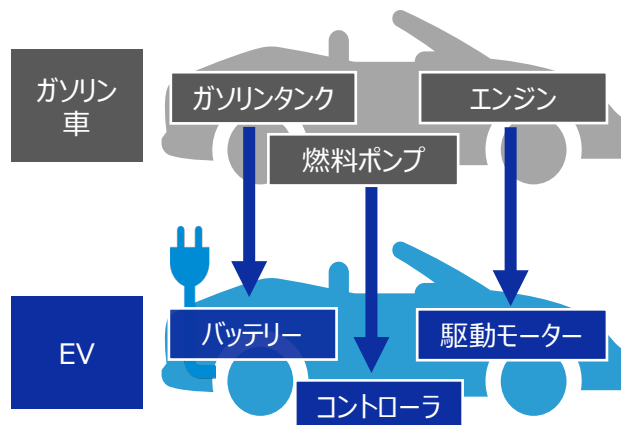 ガソリン
車
ガソリンタンク
エンジン
燃料ポンプ
EV
バッテリー
駆動モーター
コントローラ